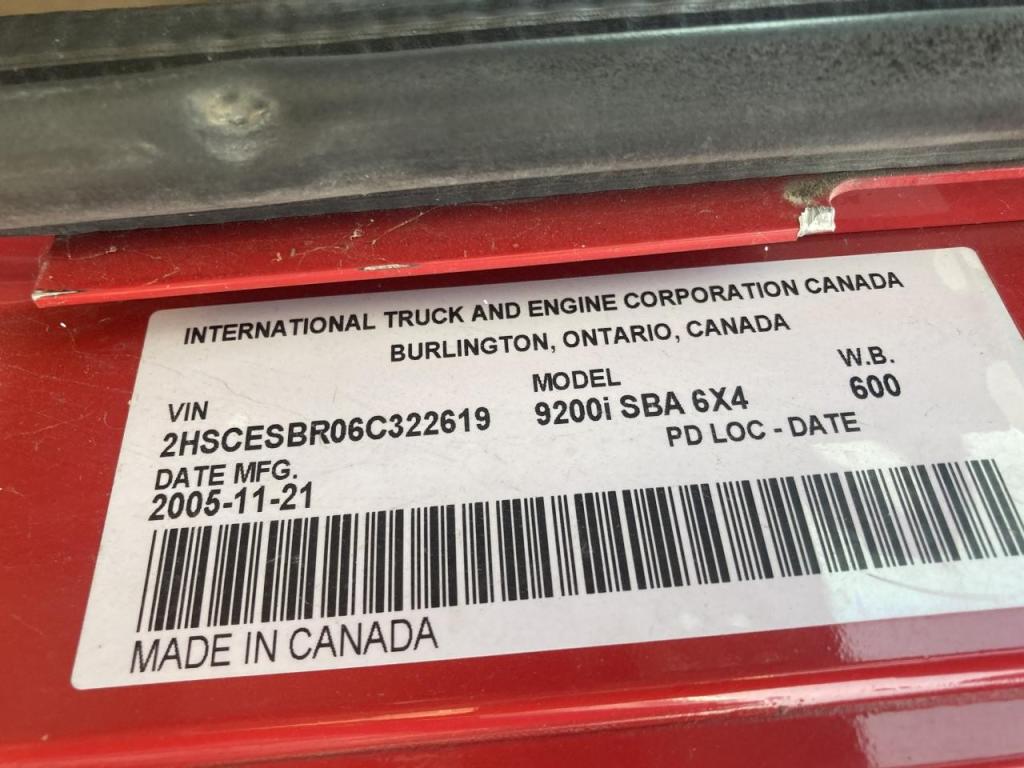 INTERNATIONAL TRUCK AND ENGINE CORPORATION CANADA
BURLINGTON, ONTARIO, CANADA
VIN MODEL W.B.
2HSCESBR06C322619 9200i SBA 6X4 600
DATE MFG. PD LOC - DATE
2005-11-21
MADE IN CANADA